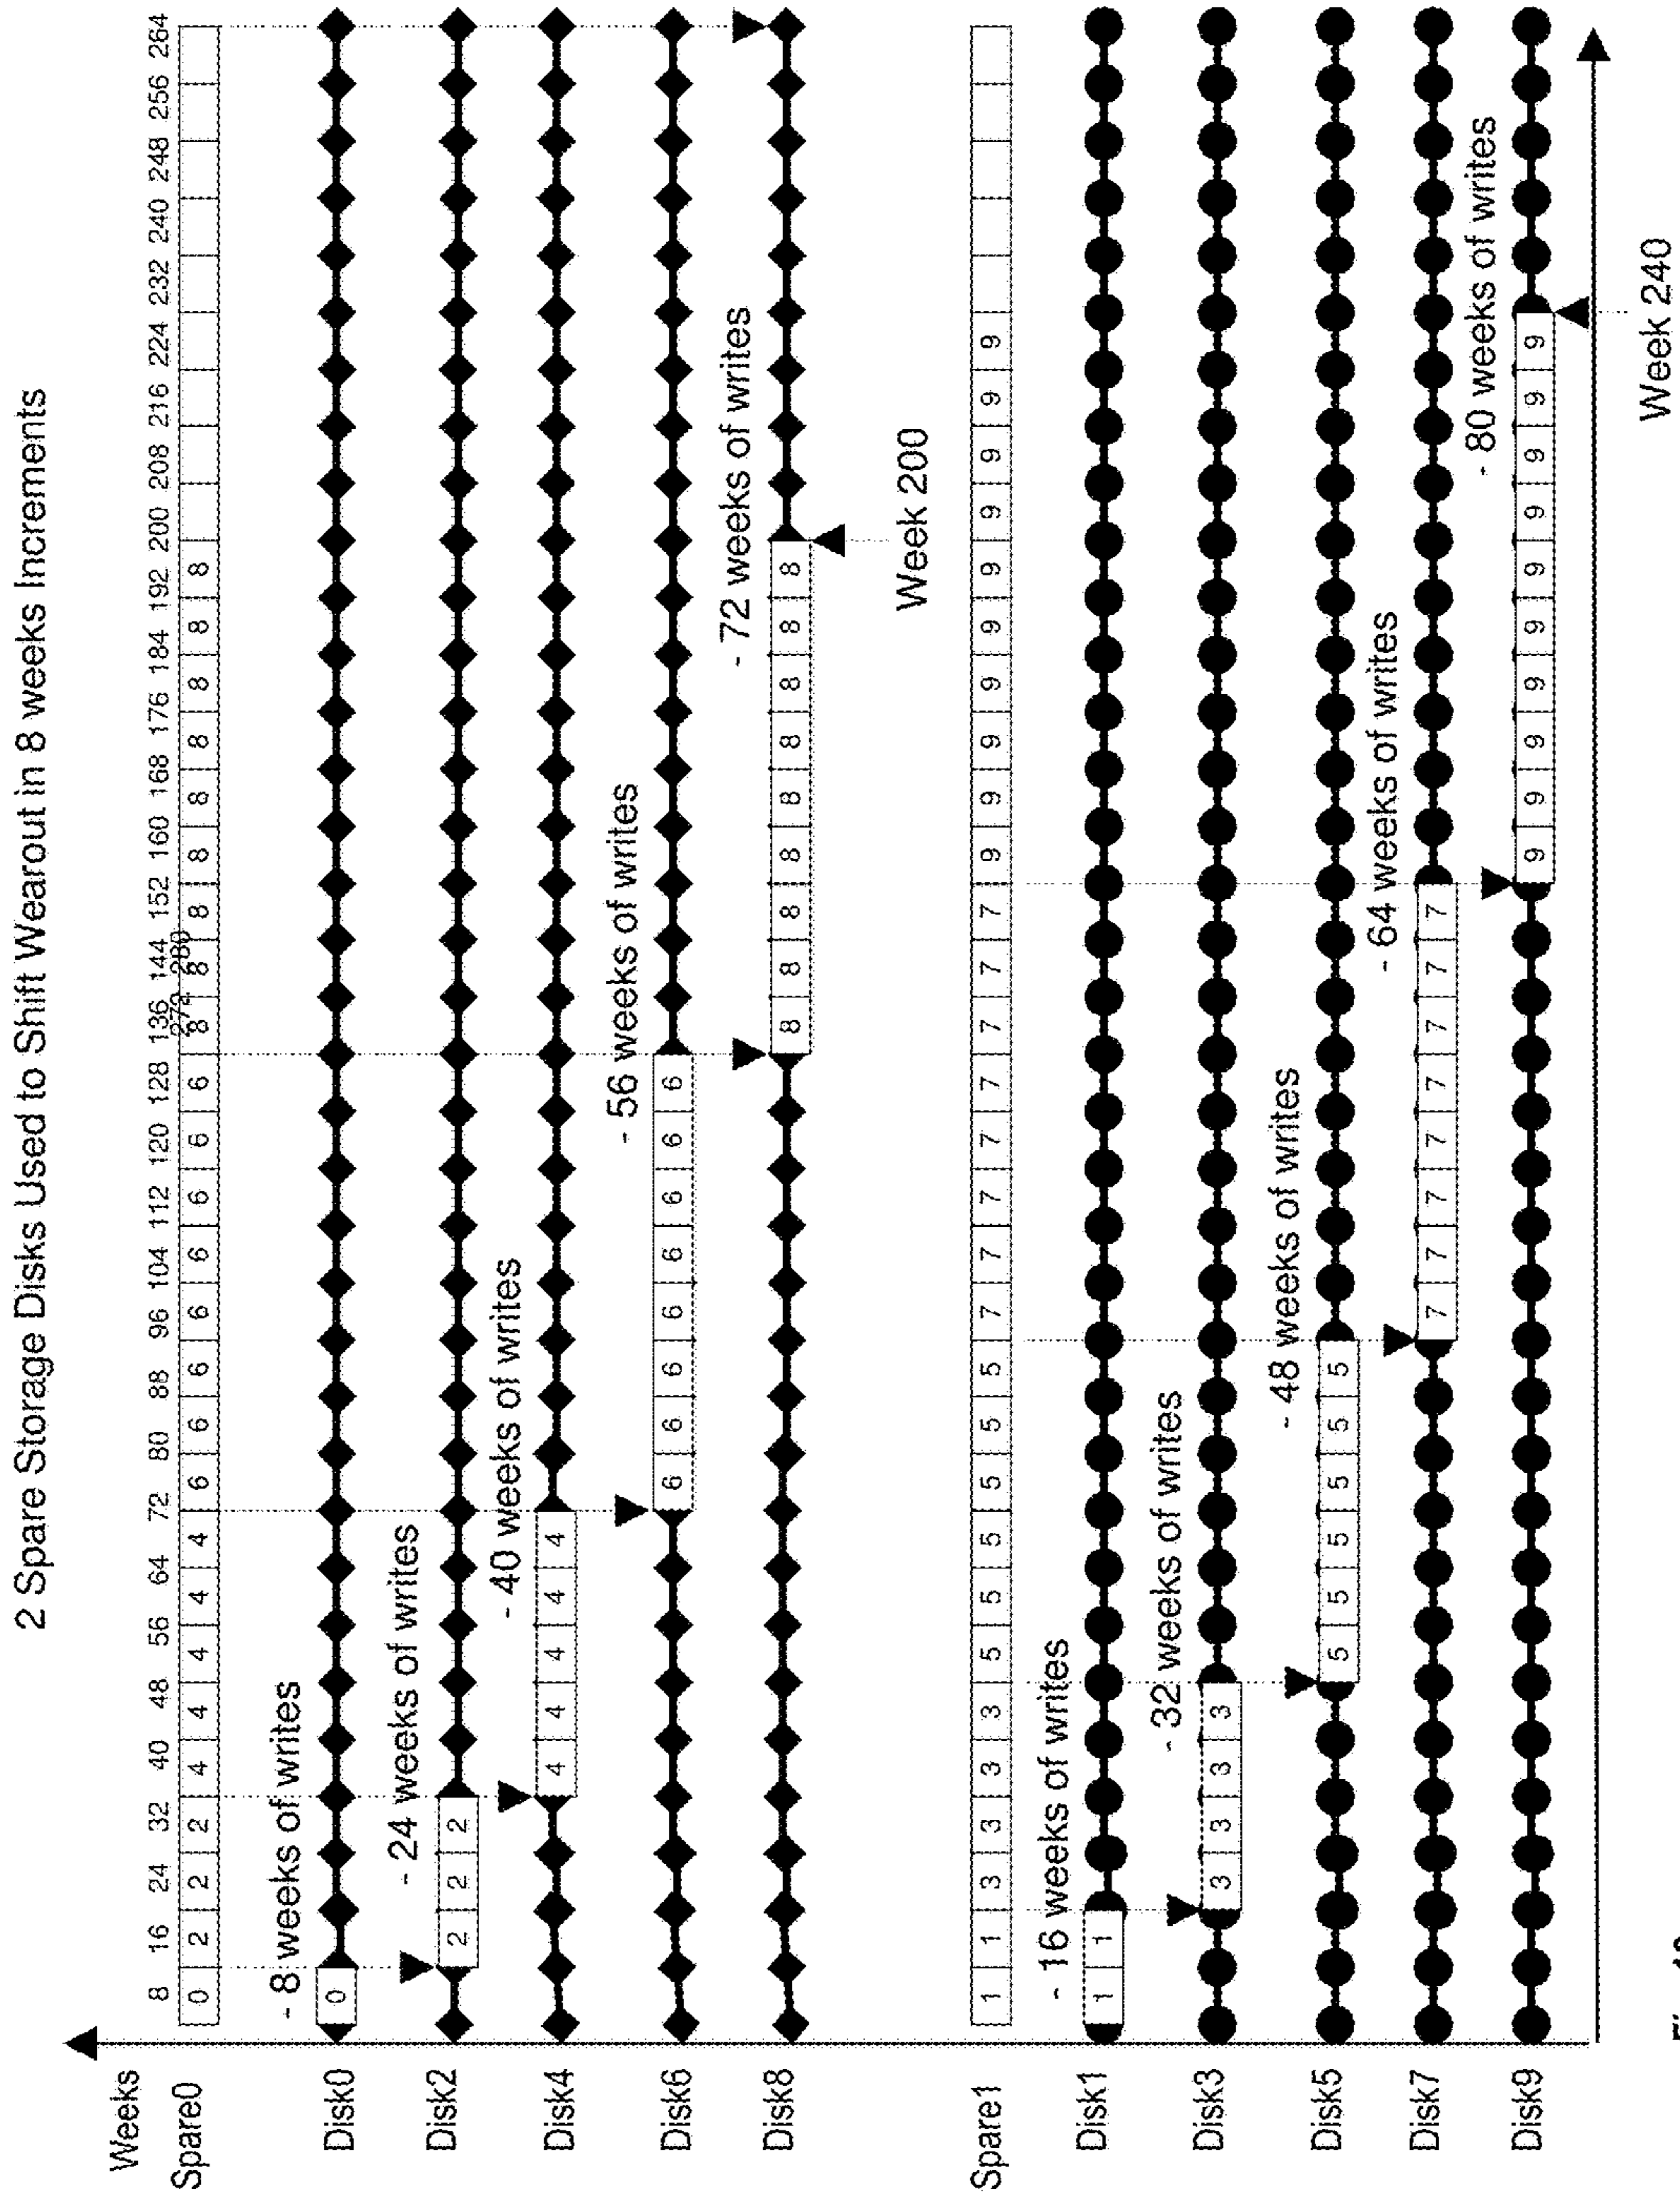 2 Spare Storage Disks Used to Shift Wearout in 8 weeks Increments
Weeks 8 16 24 32 40 48 56 64 72 80 88 96 104 112 120 128 136 144 152 160 168 176 184 192 200 208 216 224 232 240 248 256 264
272 280
Spare0 0 2 2 2 4 4 4 4 4 6 6 6 6 6 6 6 6 8 8 8 8 8 8 8 8 8
- 8 weeks of writes
Disk0 0
- 24 weeks of writes
Disk2 2 2 2
- 40 weeks of writes
Disk4 4 4 4 4 4
- 56 weeks of writes
Disk6 6 6 6 6 6 6 6 6
- 72 weeks of writes
Disk8 8 8 8 8 8 8 8 8 8
Week 200
Spare1 1 1 3 3 3 3 5 5 5 5 5 5 7 7 7 7 7 7 7 7 9 9 9 9 9 9 9 9 9 9
- 16 weeks of writes
Disk1 1 1
- 32 weeks of writes
Disk3 3 3 3 3
- 48 weeks of writes
Disk5 5 5 5 5 5 5
- 64 weeks of writes
Disk7 7 7 7 7 7 7 7 7
- 80 weeks of writes
Disk9 9 9 9 9 9 9 9 9 9 9
Week 240